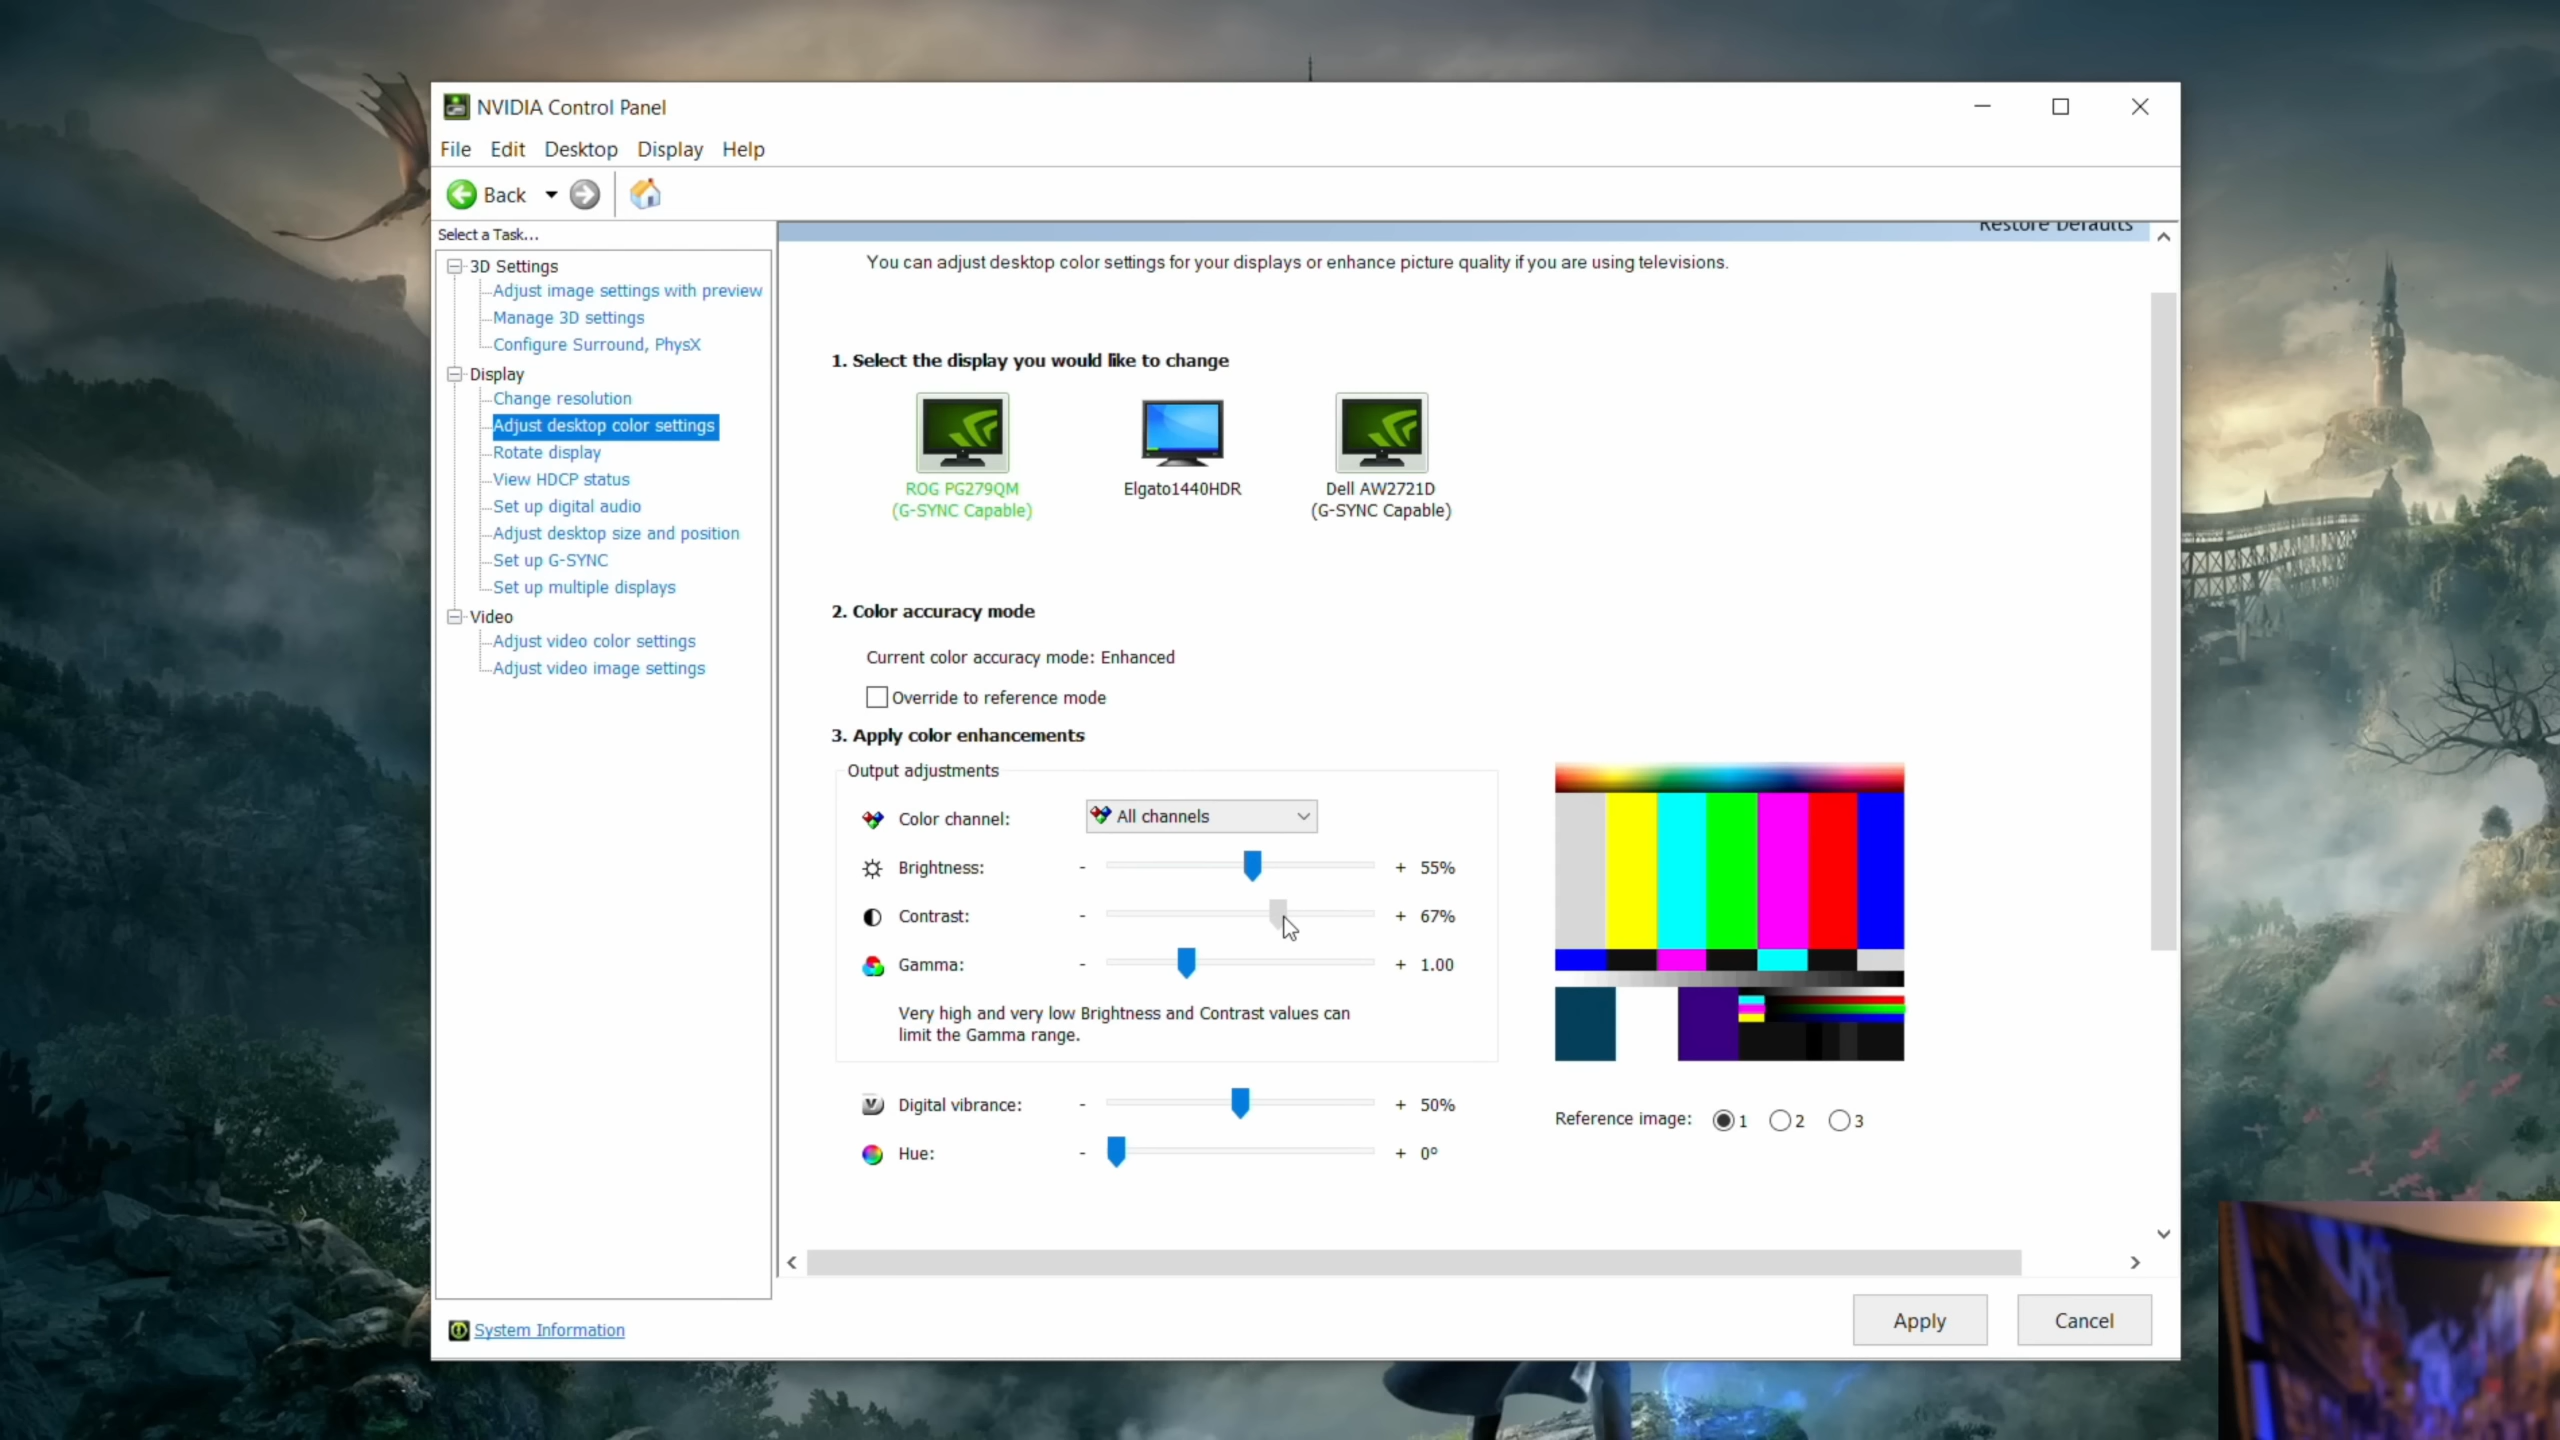 NVIDIA Control Panel
File Edit Desktop Display Help
Back
Select a Task...
3D Settings
Adjust image settings with preview
Manage 3D settings
Configure Surround, PhysX
Display
Change resolution
Adjust desktop color settings
Rotate display
View HDCP status
Set up digital audio
Adjust desktop size and position
Set up G-SYNC
Set up multiple displays
Video
Adjust video color settings
Adjust video image settings
System Information
Restore Defaults
You can adjust desktop color settings for your displays or enhance picture quality if you are using televisions.
1. Select the display you would like to change
ROG PG279QM
(G-SYNC Capable)
Elgato1440HDR
Dell AW2721D
(G-SYNC Capable)
2. Color accuracy mode
Current color accuracy mode: Enhanced
Override to reference mode
3. Apply color enhancements
Output adjustments
Color channel: All channels
Brightness: - + 55%
Contrast: - + 67%
Gamma: - + 1.00
Very high and very low Brightness and Contrast values can
limit the Gamma range.
Digital vibrance: - + 50%
Hue: - + 0°
Reference image: 1 2 3
Apply Cancel